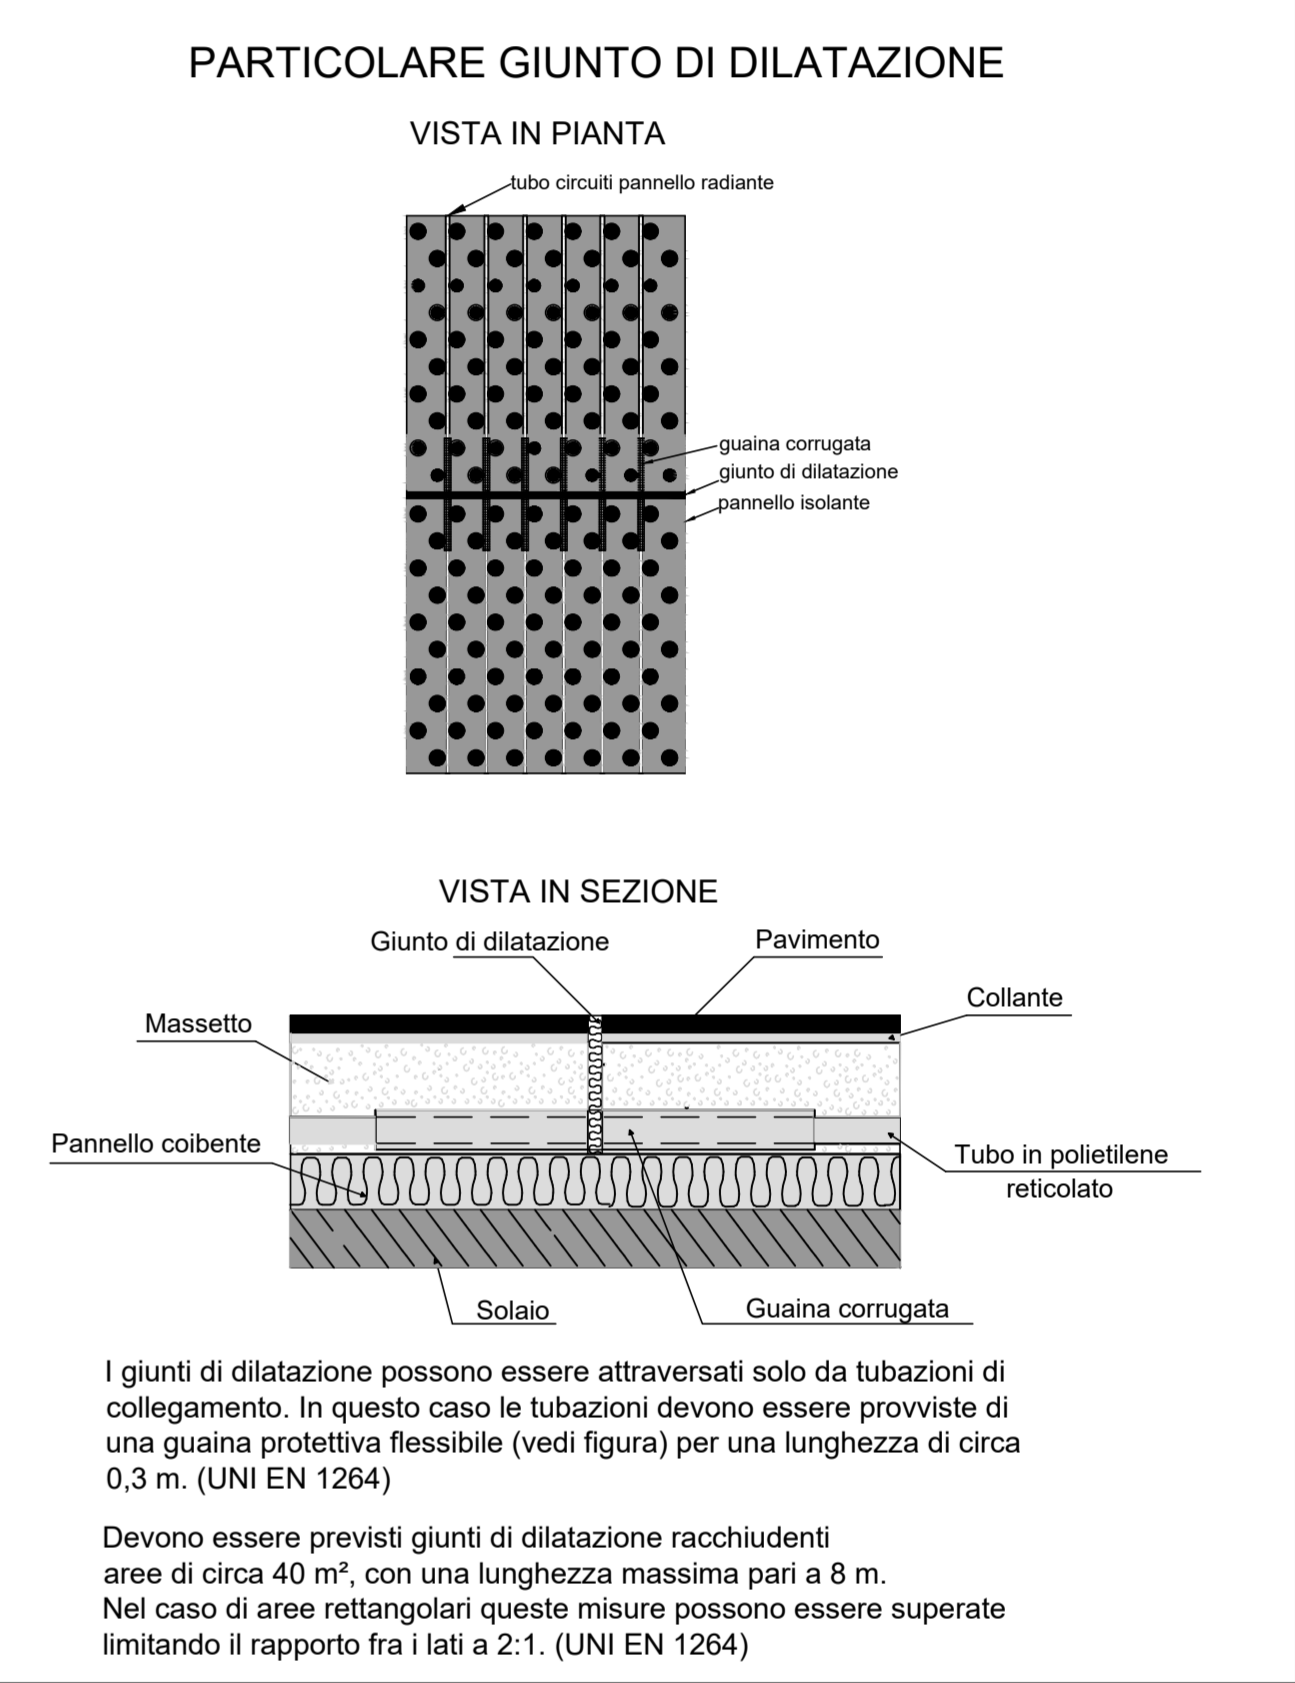 PARTICOLARE GIUNTO DI DILATAZIONE
VISTA IN PIANTA
tubo circuiti pannello radiante
guaina corrugata
giunto di dilatazione
pannello isolante
VISTA IN SEZIONE
Giunto di dilatazione
Pavimento
Collante
Massetto
Pannello coibente
Tubo in polietilene
reticolato
Solaio
Guaina corrugata
I giunti di dilatazione possono essere attraversati solo da tubazioni di
collegamento. In questo caso le tubazioni devono essere provviste di
una guaina protettiva flessibile (vedi figura) per una lunghezza di circa
0,3 m. (UNI EN 1264)
Devono essere previsti giunti di dilatazione racchiudenti
aree di circa 40 m², con una lunghezza massima pari a 8 m.
Nel caso di aree rettangolari queste misure possono essere superate
limitando il rapporto fra i lati a 2:1. (UNI EN 1264)